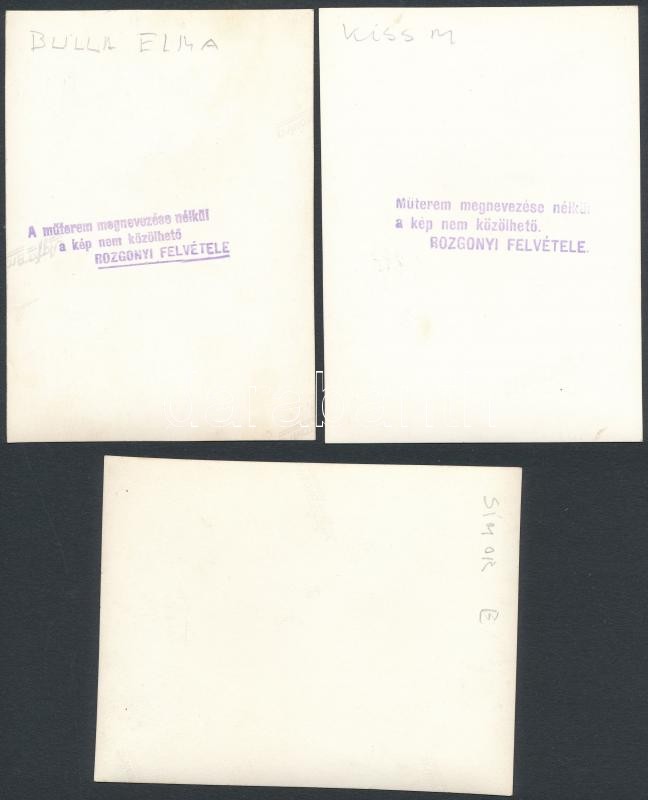 BULLA ELMA
A műterem megnevezése nélkül
a kép nem közölhető
ROZGONYI FELVÉTELE
KiSS M
Műterem megnevezése nélkül
a kép nem közölhető.
ROZGONYI FELVÉTELE.
SiMOR E